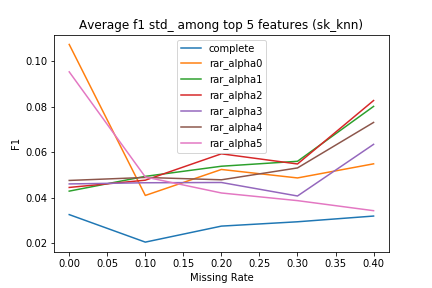 Average f1 std_ among top 5 features (sk_knn)
complete
rar_alpha0
rar_alpha1
rar_alpha2
rar_alpha3
rar_alpha4
rar_alpha5
F1
0.10
0.08
0.06
0.04
0.02
0.00 0.05 0.10 0.15 0.20 0.25 0.30 0.35 0.40
Missing Rate